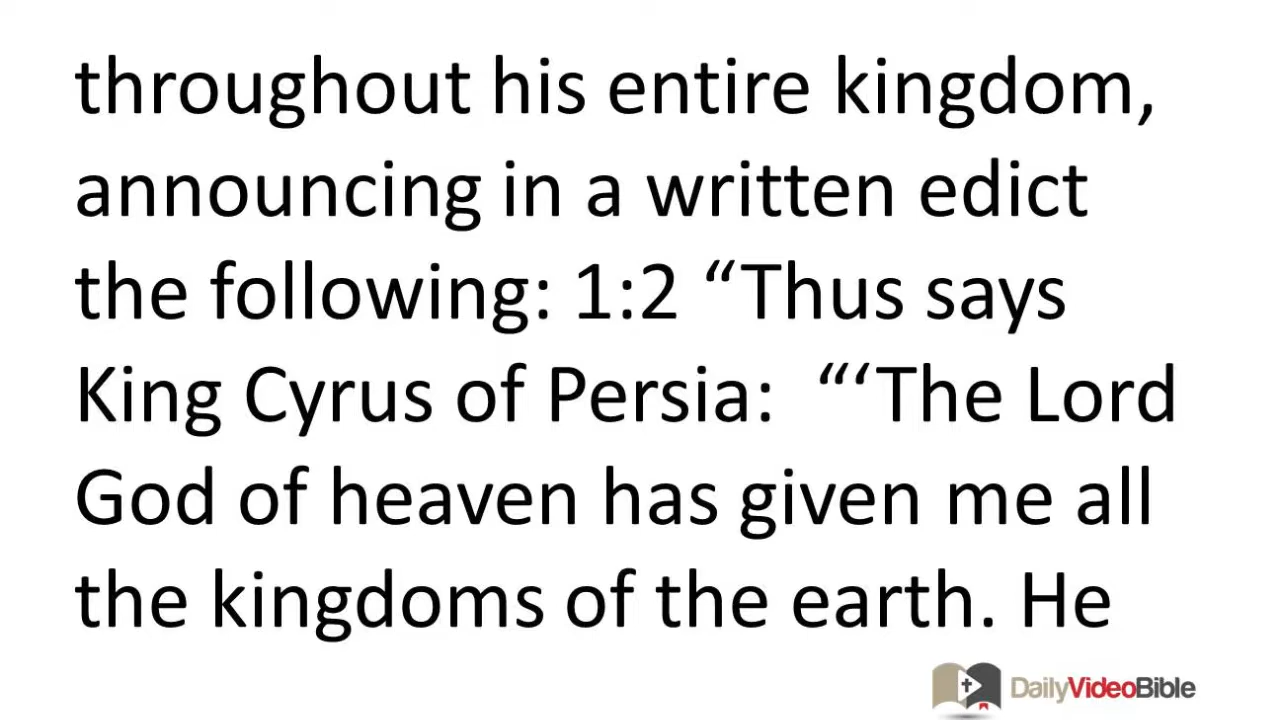 throughout his entire kingdom,
announcing in a written edict
the following: 1:2 “Thus says
King Cyrus of Persia:  “‘The Lord
God of heaven has given me all
the kingdoms of the earth. He
DailyVideoBible